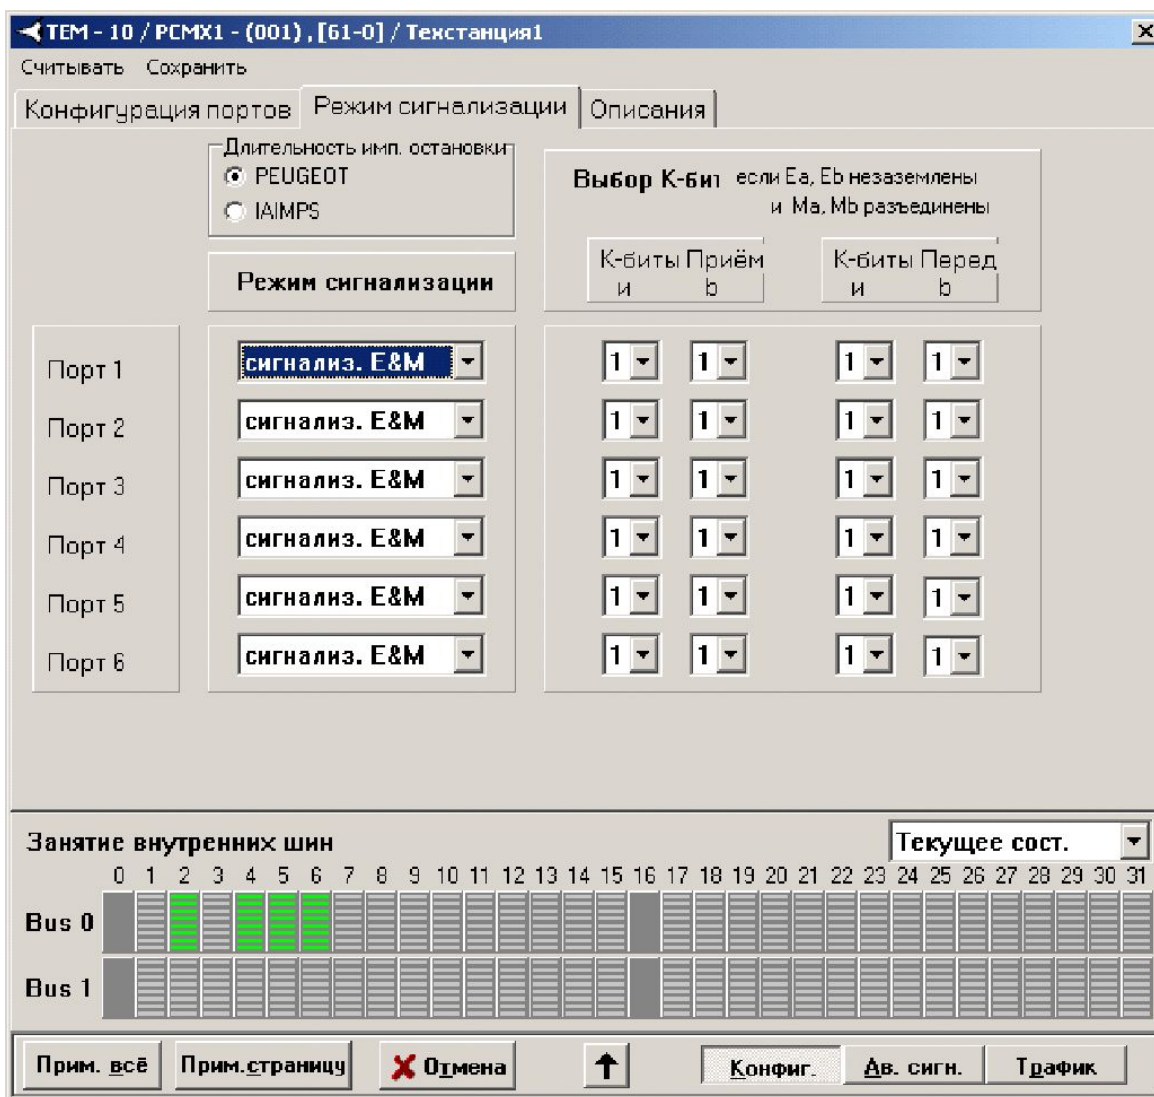 TEM - 10 / PCMX1 - (001) , [61-0] / Техстанция1
Считывать Сохранить
Конфигурация портов Режим сигнализации Описания
Длительность имп. остановки
PEUGEOT
IAIMPS
Выбор К-бит если Ea, Eb незаземлены
и Ma, Mb разъединены
Режим сигнализации
К-биты Приём К-биты Перед
и b и b
Порт 1 сигнализ. E&M 1 1 1 1
Порт 2 сигнализ. E&M 1 1 1 1
Порт 3 сигнализ. E&M 1 1 1 1
Порт 4 сигнализ. E&M 1 1 1 1
Порт 5 сигнализ. E&M 1 1 1 1
Порт 6 сигнализ. E&M 1 1 1 1
Занятие внутренних шин Текущее сост.
0 1 2 3 4 5 6 7 8 9 10 11 12 13 14 15 16 17 18 19 20 21 22 23 24 25 26 27 28 29 30 31
Bus 0
Bus 1
Прим. всё Прим.страницу Отмена Конфиг. Ав. сигн. Трафик